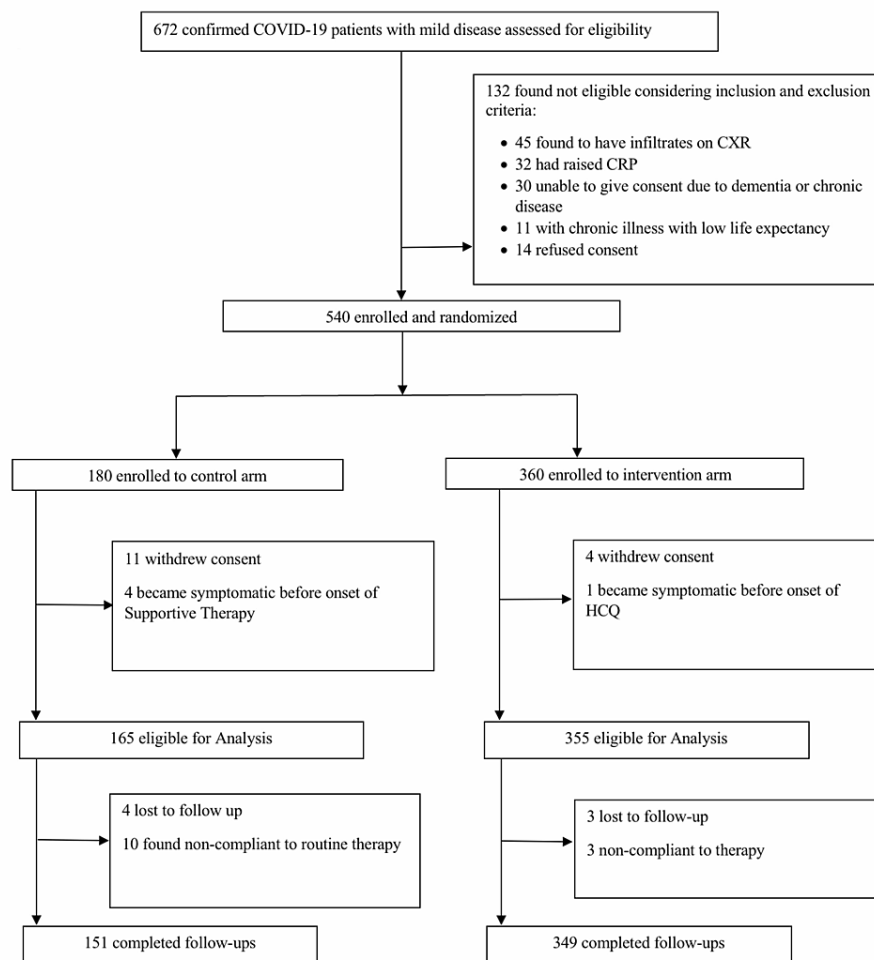 672 confirmed COVID-19 patients with mild disease assessed for eligibility
132 found not eligible considering inclusion and exclusion
criteria:
• 45 found to have infiltrates on CXR
• 32 had raised CRP
• 30 unable to give consent due to dementia or chronic
disease
• 11 with chronic illness with low life expectancy
• 14 refused consent
540 enrolled and randomized
180 enrolled to control arm
360 enrolled to intervention arm
11 withdrew consent
4 became symptomatic before onset of
Supportive Therapy
4 withdrew consent
1 became symptomatic before onset of
HCQ
165 eligible for Analysis
355 eligible for Analysis
4 lost to follow up
10 found non-compliant to routine therapy
3 lost to follow-up
3 non-compliant to therapy
151 completed follow-ups
349 completed follow-ups